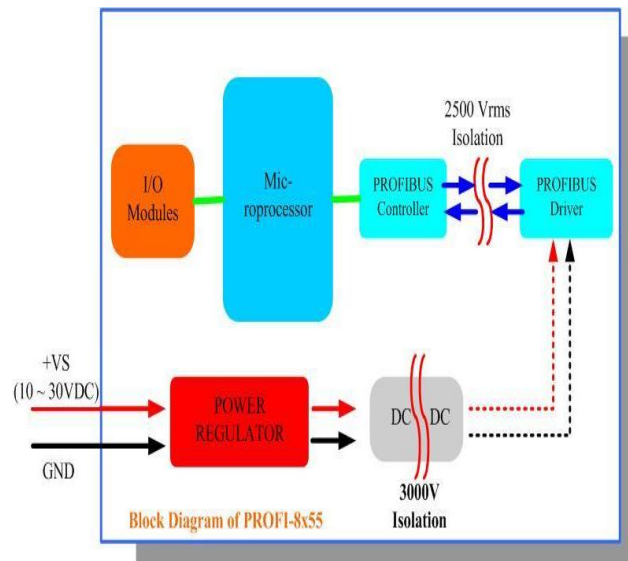 2500 Vrms
Isolation
I/O
Modules
Mic-
roprocessor
PROFIBUS
Controller
PROFIBUS
Driver
+VS
(10 ~ 30VDC)
GND
POWER
REGULATOR
DC DC
3000V
Isolation
Block Diagram of PROFI-8x55